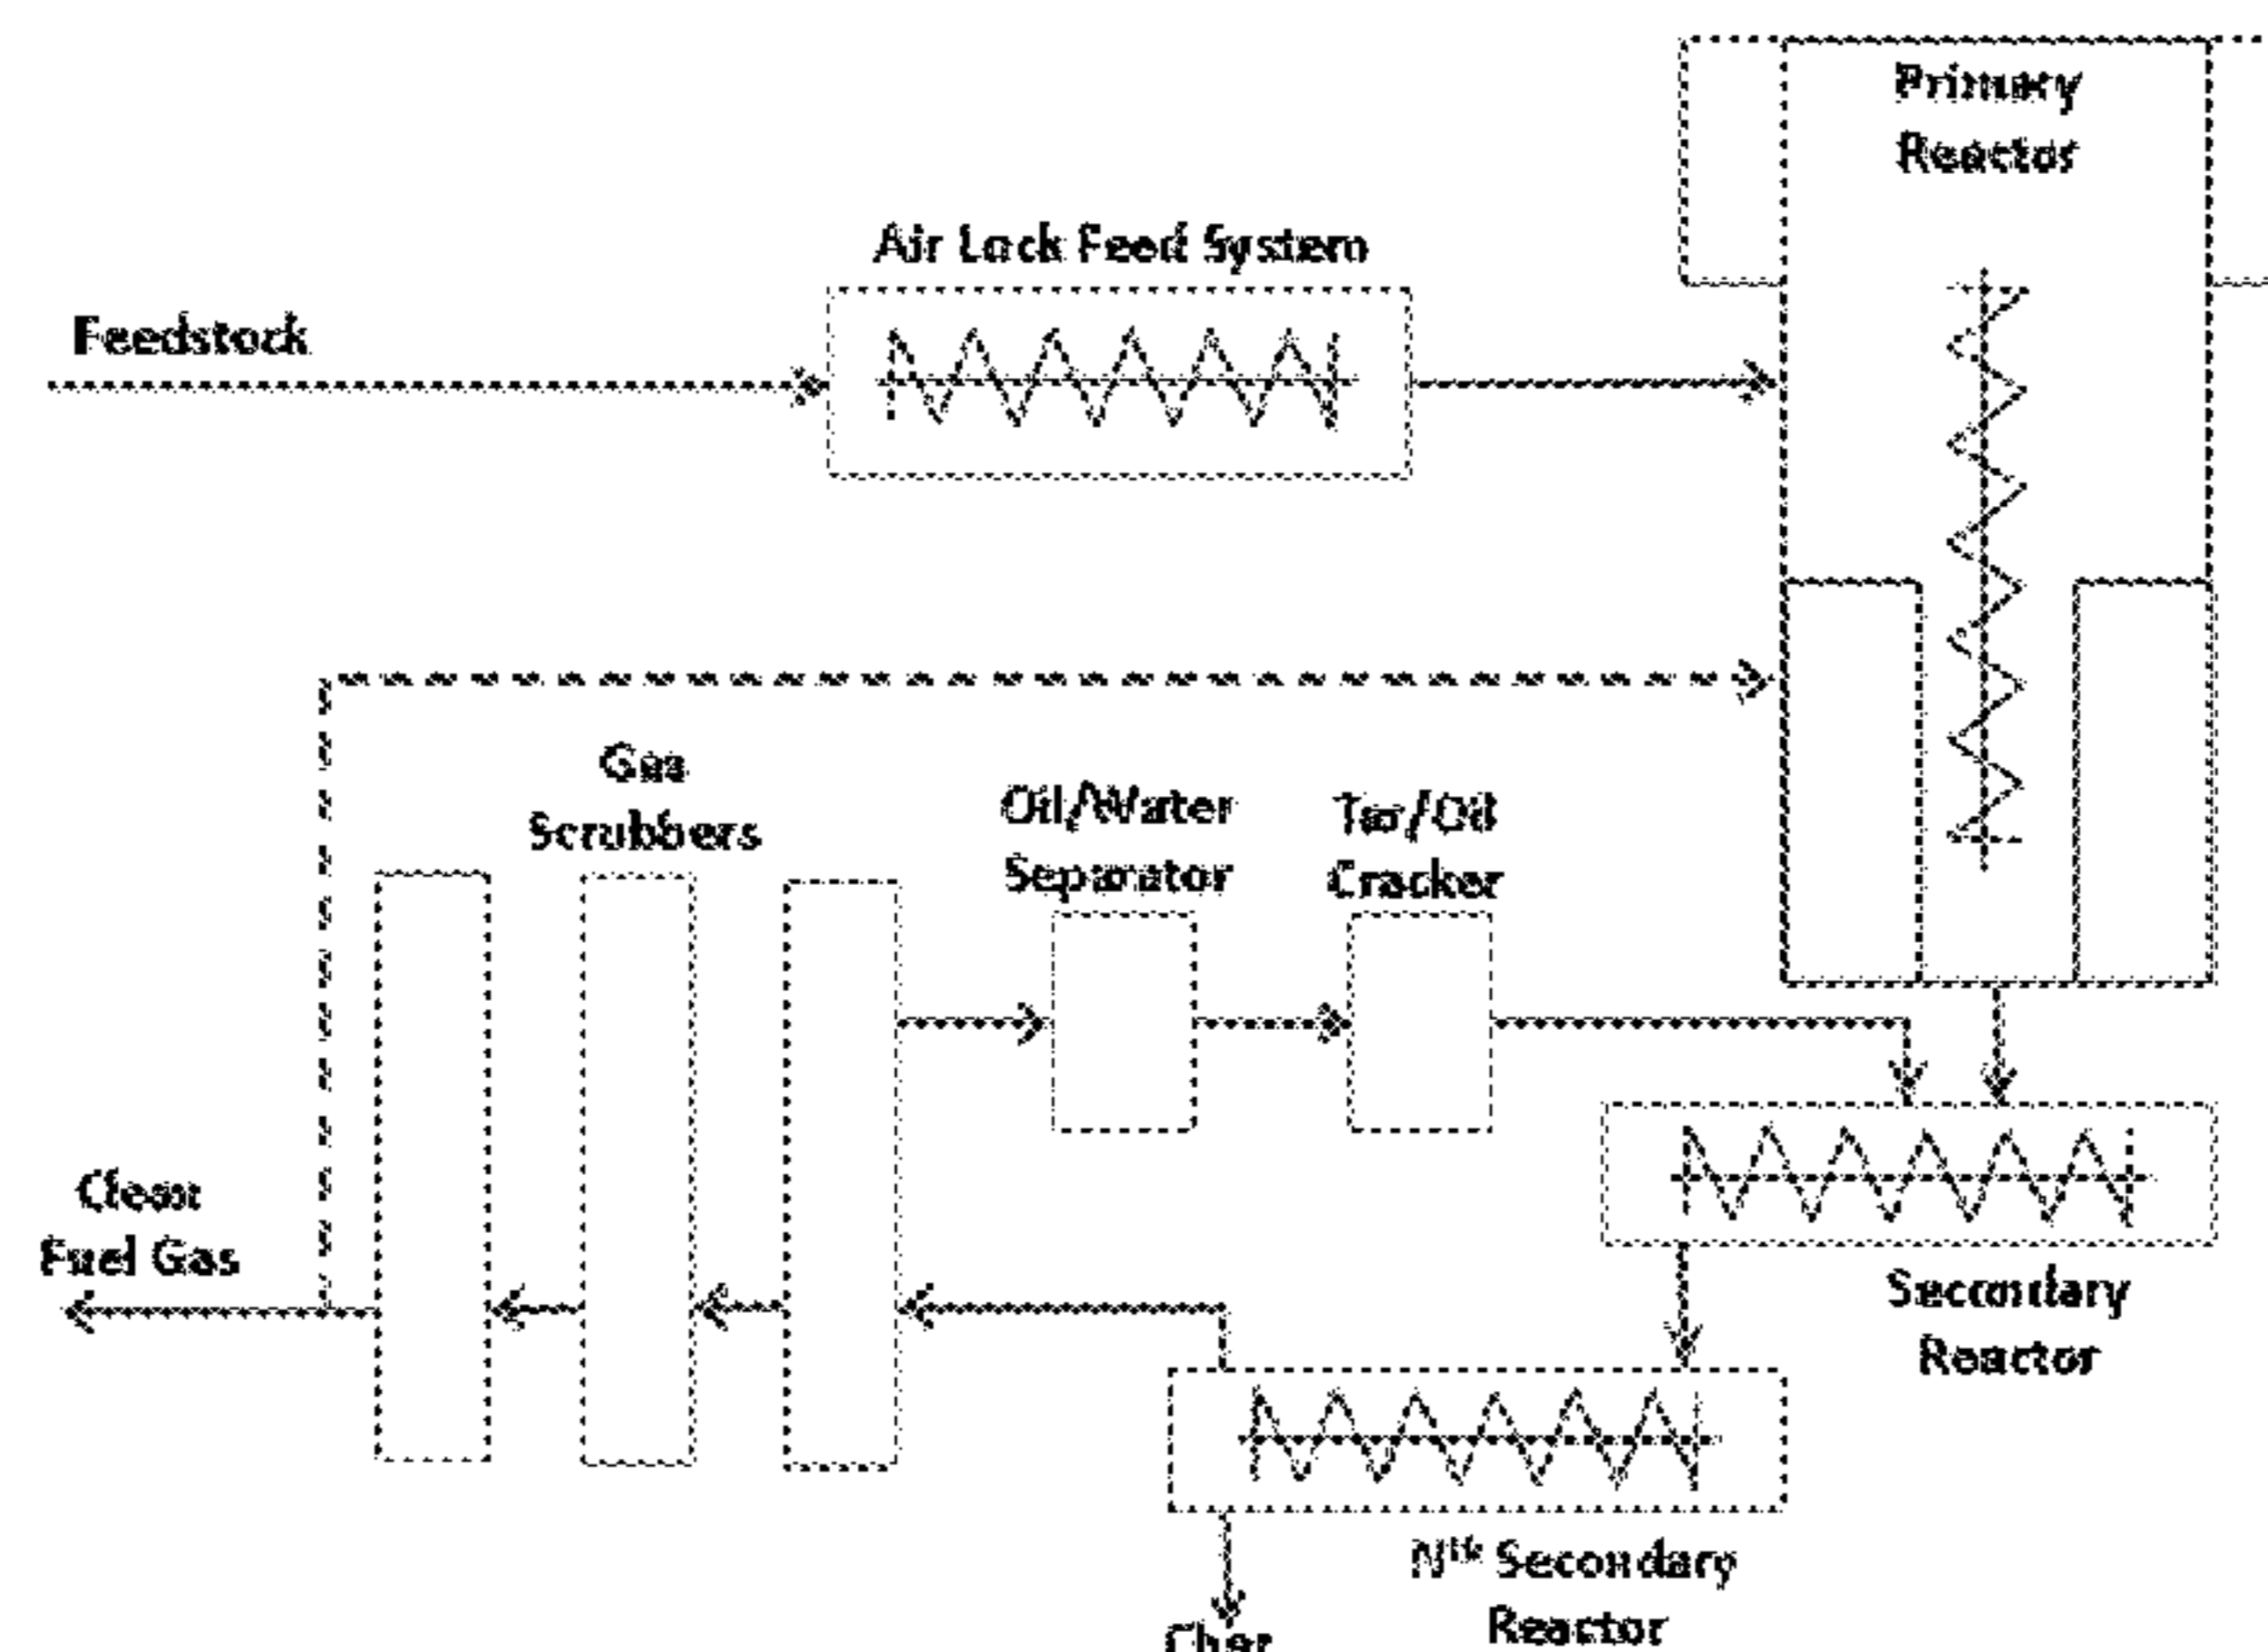 Primary
Reactor
Air Lock Feed System
Feedstock
Gas
Scrubbers
Oil/Water
Separator
Tar/Oil
Cracker
Clean
Fuel Gas
Secondary
Reactor
Nth Secondary
Reactor
Char